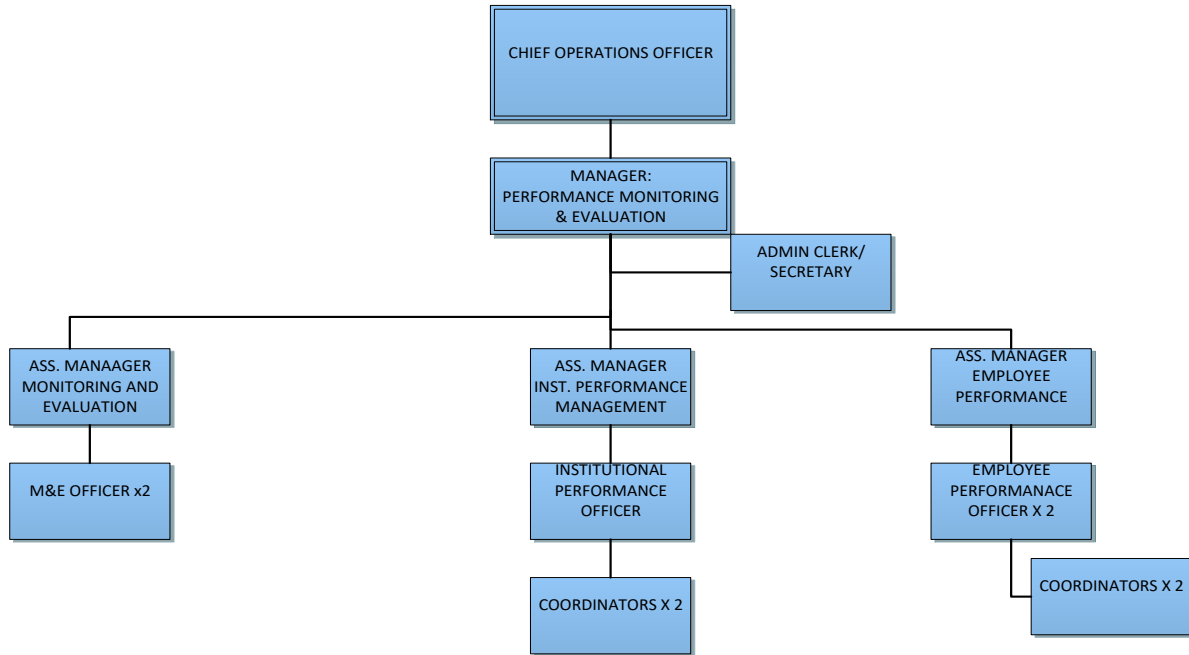 CHIEF OPERATIONS OFFICER
MANAGER:
PERFORMANCE MONITORING
& EVALUATION
ADMIN CLERK/
SECRETARY
ASS. MANAAGER
MONITORING AND
EVALUATION
ASS. MANAGER
INST. PERFORMANCE
MANAGEMENT
ASS. MANAGER
EMPLOYEE
PERFORMANCE
M&E OFFICER x2
INSTITUTIONAL
PERFORMANCE
OFFICER
EMPLOYEE
PERFORMANACE
OFFICER X 2
COORDINATORS X 2
COORDINATORS X 2